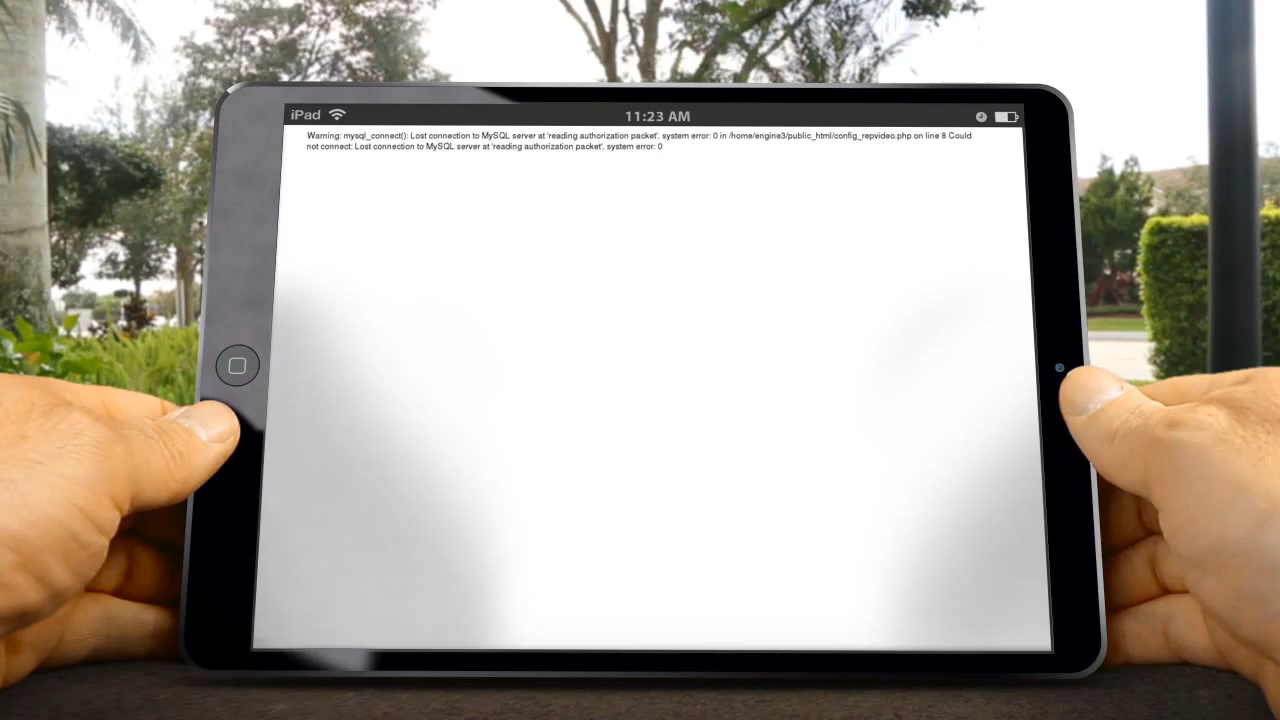 iPad 11:23 AM
Warning: mysql_connect(): Lost connection to MySQL server at 'reading authorization packet', system error: 0 in /home/engine3/public_html/config_repvideo.php on line 8 Could
not connect: Lost connection to MySQL server at 'reading authorization packet', system error: 0